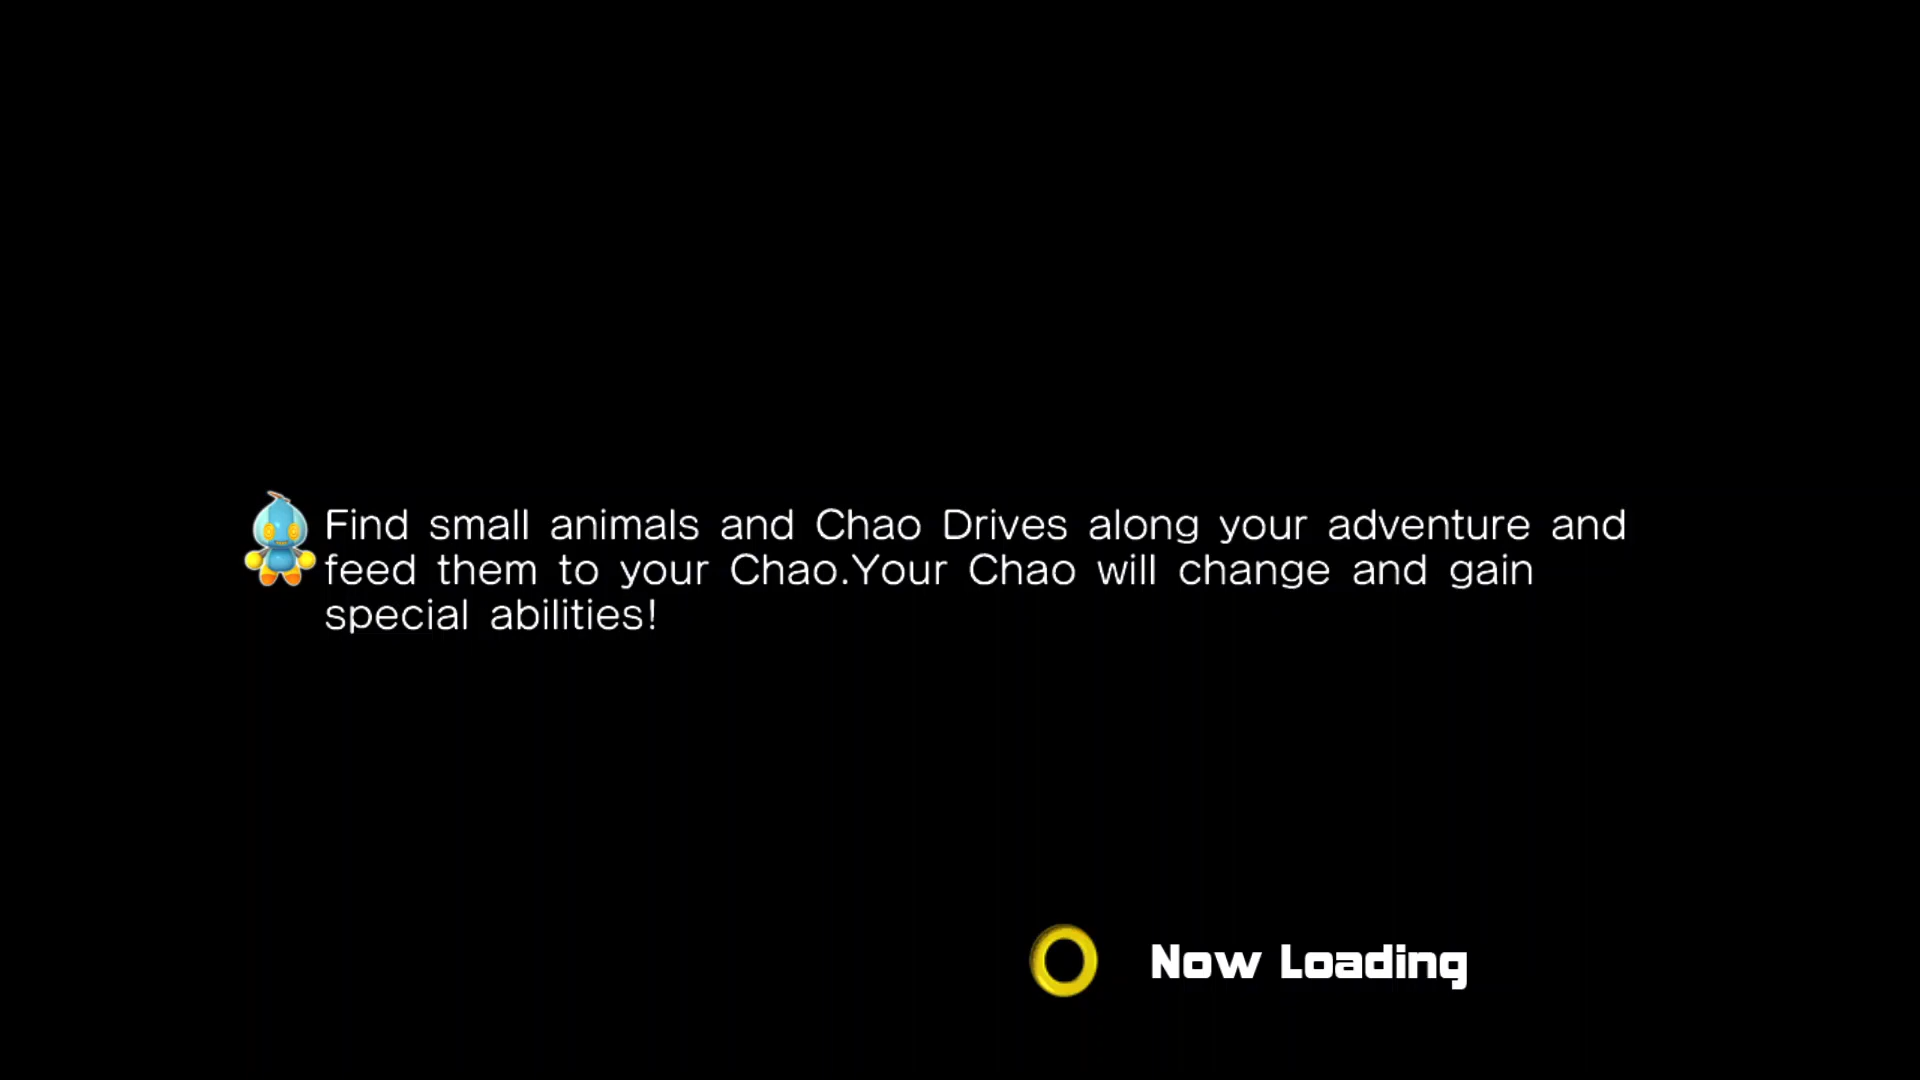 Find small animals and Chao Drives along your adventure and
feed them to your Chao.Your Chao will change and gain
special abilities!
Now Loading